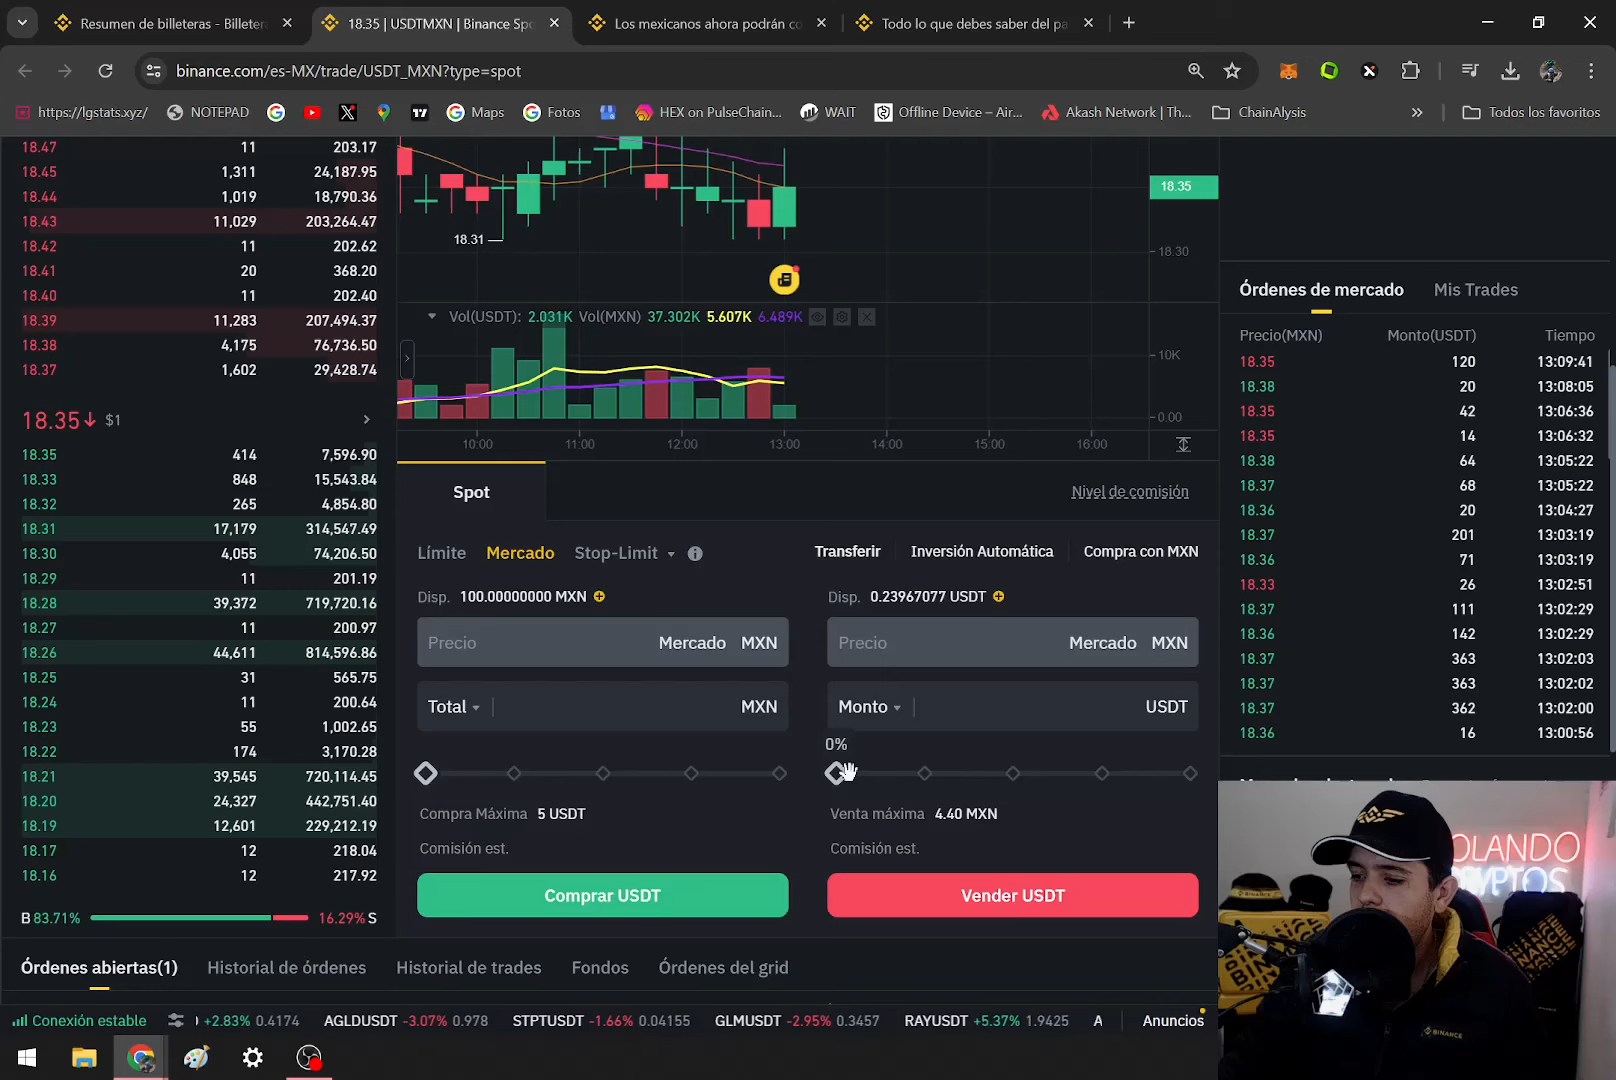 Resumen de billeteras - Billeter
18.35 | USDTMXN | Binance Spo
Los mexicanos ahora podrán co
Todo lo que debes saber del pa
binance.com/es-MX/trade/USDT_MXN?type=spot
https://lgstats.xyz/
NOTEPAD
Maps
Fotos
HEX on PulseChain...
WAIT
Offline Device – Air...
Akash Network | Th...
ChainAlysis
»
Todos los favoritos
18.47 11 203.17
18.45 1,311 24,187.95
18.44 1,019 18,790.36
18.43 11,029 203,264.47
18.42 11 202.62
18.41 20 368.20
18.40 11 202.40
18.39 11,283 207,494.37
18.38 4,175 76,736.50
18.37 1,602 29,428.74
18.35↓ $1
18.35 414 7,596.90
18.33 848 15,543.84
18.32 265 4,854.80
18.31 17,179 314,547.49
18.30 4,055 74,206.50
18.29 11 201.19
18.28 39,372 719,720.16
18.27 11 200.97
18.26 44,611 814,596.86
18.25 31 565.75
18.24 11 200.64
18.23 55 1,002.65
18.22 174 3,170.28
18.21 39,545 720,114.45
18.20 24,327 442,751.40
18.19 12,601 229,212.19
18.17 12 218.04
18.16 12 217.92
B 83.71% 16.29% S
18.35
18.31
18.30
Vol(USDT): 2.031K Vol(MXN) 37.302K 5.607K 6.489K
10K
0.00
10:00 11:00 12:00 13:00 14:00 15:00 16:00
Spot
Nivel de comisión
Límite Mercado Stop-Limit
Transferir Inversión Automática Compra con MXN
Disp. 100.00000000 MXN
Precio Mercado MXN
Total MXN
Compra Máxima 5 USDT
Comisión est.
Comprar USDT
Disp. 0.23967077 USDT
Precio Mercado MXN
Monto USDT
0%
Venta máxima 4.40 MXN
Comisión est.
Vender USDT
Órdenes de mercado Mis Trades
Precio(MXN) Monto(USDT) Tiempo
18.35 120 13:09:41
18.38 20 13:08:05
18.35 42 13:06:36
18.35 14 13:06:32
18.38 64 13:05:22
18.37 68 13:05:22
18.36 20 13:04:27
18.37 201 13:03:19
18.36 71 13:03:19
18.33 26 13:02:51
18.37 111 13:02:29
18.36 142 13:02:29
18.37 363 13:02:03
18.37 363 13:02:02
18.37 362 13:02:00
18.36 16 13:00:56
Órdenes abiertas(1) Historial de órdenes Historial de trades Fondos Órdenes del grid
Conexión estable
+2.83% 0.4174 AGLDUSDT -3.07% 0.978 STPTUSDT -1.66% 0.04155 GLMUSDT -2.95% 0.3457 RAYUSDT +5.37% 1.9425 A
Anuncios
OLANDO
CRYPTOS
BINANCE